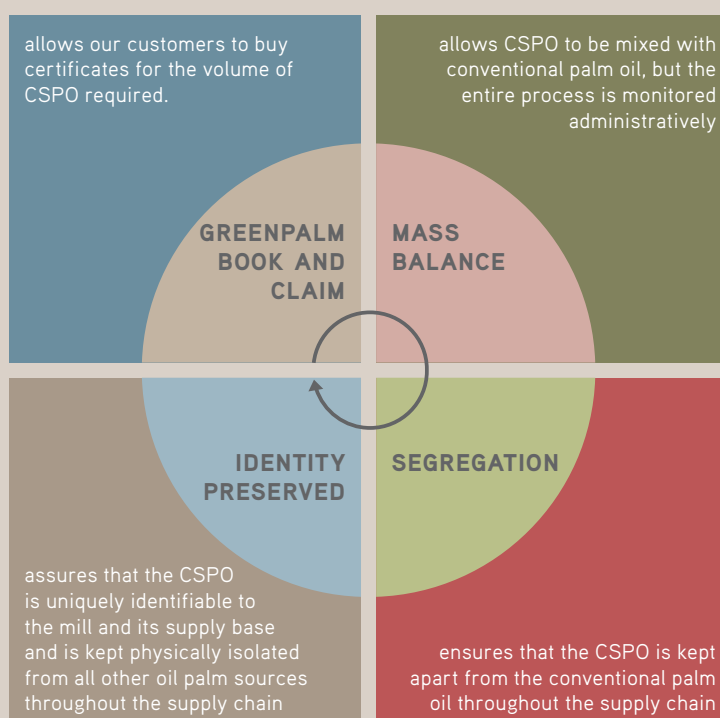 allows our customers to buy
certificates for the volume of
CSPO required.
GREENPALM
BOOK AND
CLAIM
allows CSPO to be mixed with
conventional palm oil, but the
entire process is monitored
administratively
MASS
BALANCE
IDENTITY
PRESERVED
assures that the CSPO
is uniquely identifiable to
the mill and its supply base
and is kept physically isolated
from all other oil palm sources
throughout the supply chain
SEGREGATION
ensures that the CSPO is kept
apart from the conventional palm
oil throughout the supply chain